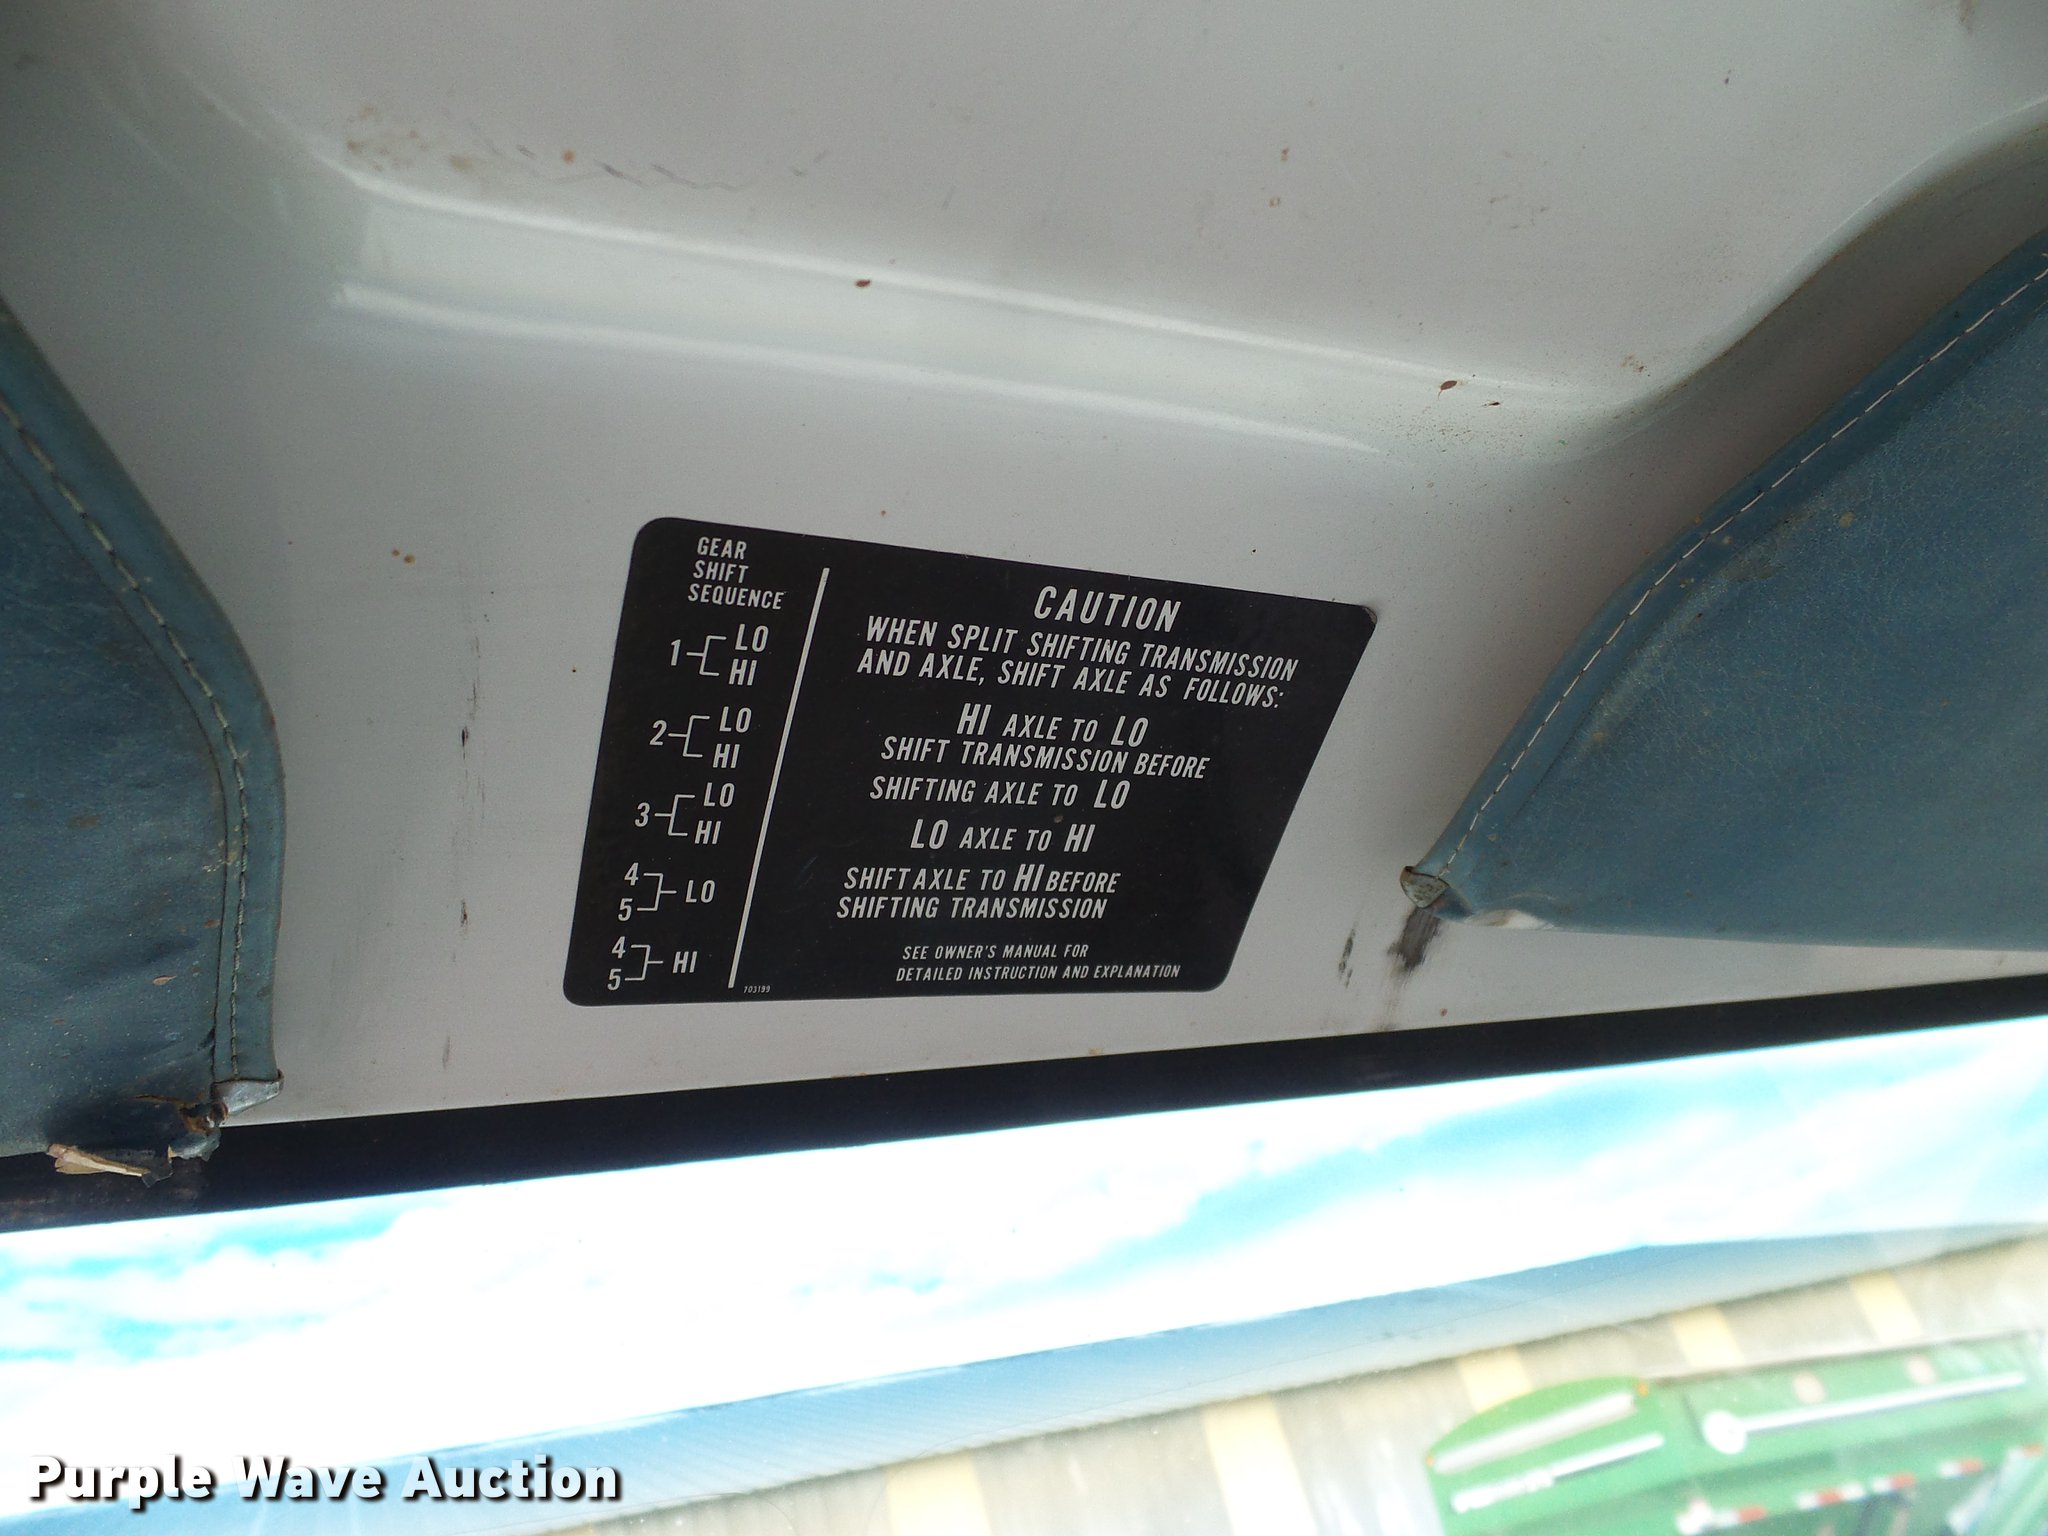 GEAR
SHIFT
SEQUENCE
1 LO
HI
2 LO
HI
3 LO
HI
4
5 LO
4
5 HI
703199
CAUTION
WHEN SPLIT SHIFTING TRANSMISSION
AND AXLE, SHIFT AXLE AS FOLLOWS:
HI AXLE TO LO
SHIFT TRANSMISSION BEFORE
SHIFTING AXLE TO LO
LO AXLE TO HI
SHIFT AXLE TO HI BEFORE
SHIFTING TRANSMISSION
SEE OWNER'S MANUAL FOR
DETAILED INSTRUCTION AND EXPLANATION
Purple Wave Auction